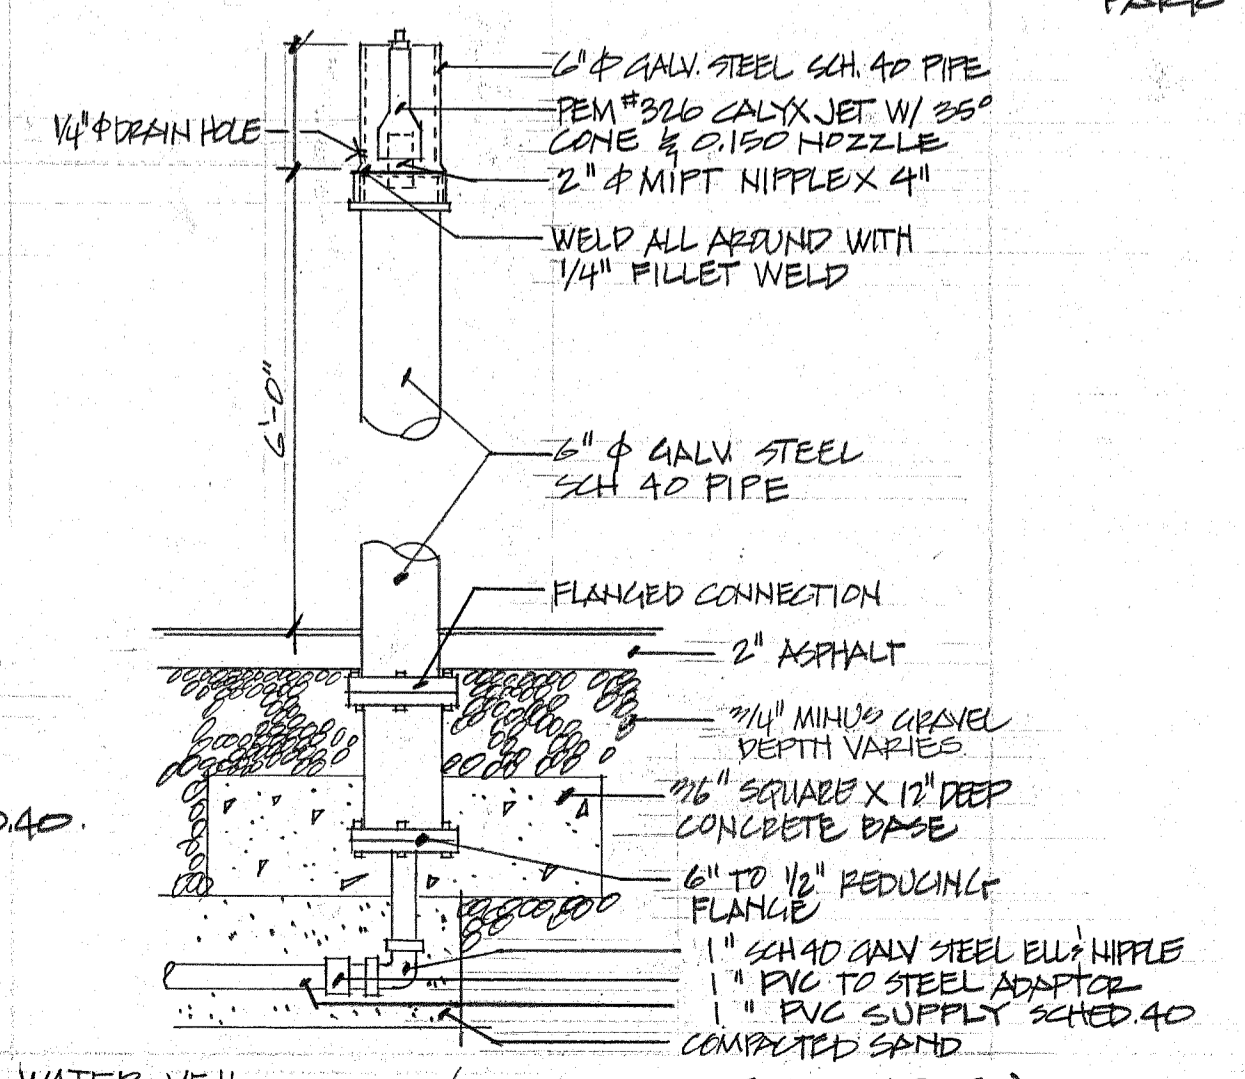 6" Φ GALV. STEEL SCH. 40 PIPE
PEM #326 CALYX JET W/ 35°
CONE & 0.150 NOZZLE
1/4" Φ DRAIN HOLE
2" Φ MIPT NIPPLE X 4"
WELD ALL AROUND WITH
1/4" FILLET WELD
6'-0"
6" Φ GALV. STEEL
SCH 40 PIPE
FLANGED CONNECTION
2" ASPHALT
3/4" MINUS GRAVEL
DEPTH VARIES
36" SQUARE X 12" DEEP
CONCRETE BASE
6" TO 1/2" REDUCING
FLANGE
1" SCH 40 GALV STEEL ELL & NIPPLE
1" PVC TO STEEL ADAPTOR
1" PVC SUPPLY SCHED. 40
COMPACTED SAND